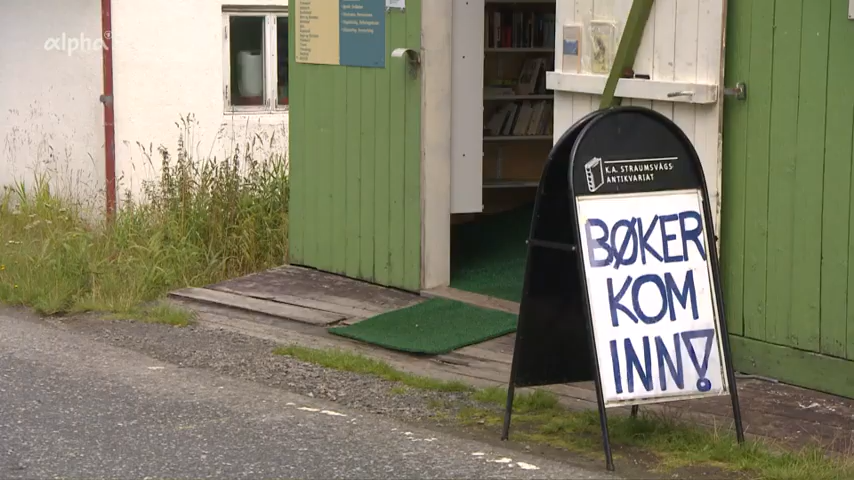 alpha
K.A. STRAUMSVÅGS
ANTIKVARIAT
BØKER
KOM
INN!